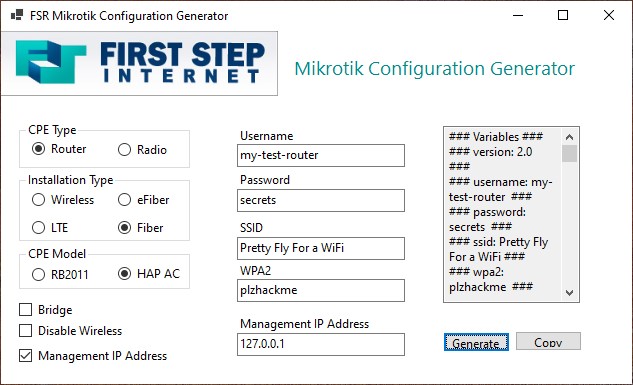 FSR Mikrotik Configuration Generator
FIRST STEP
INTERNET
Mikrotik Configuration Generator
CPE Type
Router
Radio
Installation Type
Wireless
eFiber
LTE
Fiber
CPE Model
RB2011
HAP AC
Bridge
Disable Wireless
Management IP Address
Username
my-test-router
Password
secrets
SSID
Pretty Fly For a WiFi
WPA2
plzhackme
Management IP Address
127.0.0.1
### Variables ###
### version: 2.0
###
### username: my-
test-router ###
### password:
secrets ###
### ssid: Pretty Fly
For a WiFi ###
### wpa2:
plzhackme ###
Generate
Copy